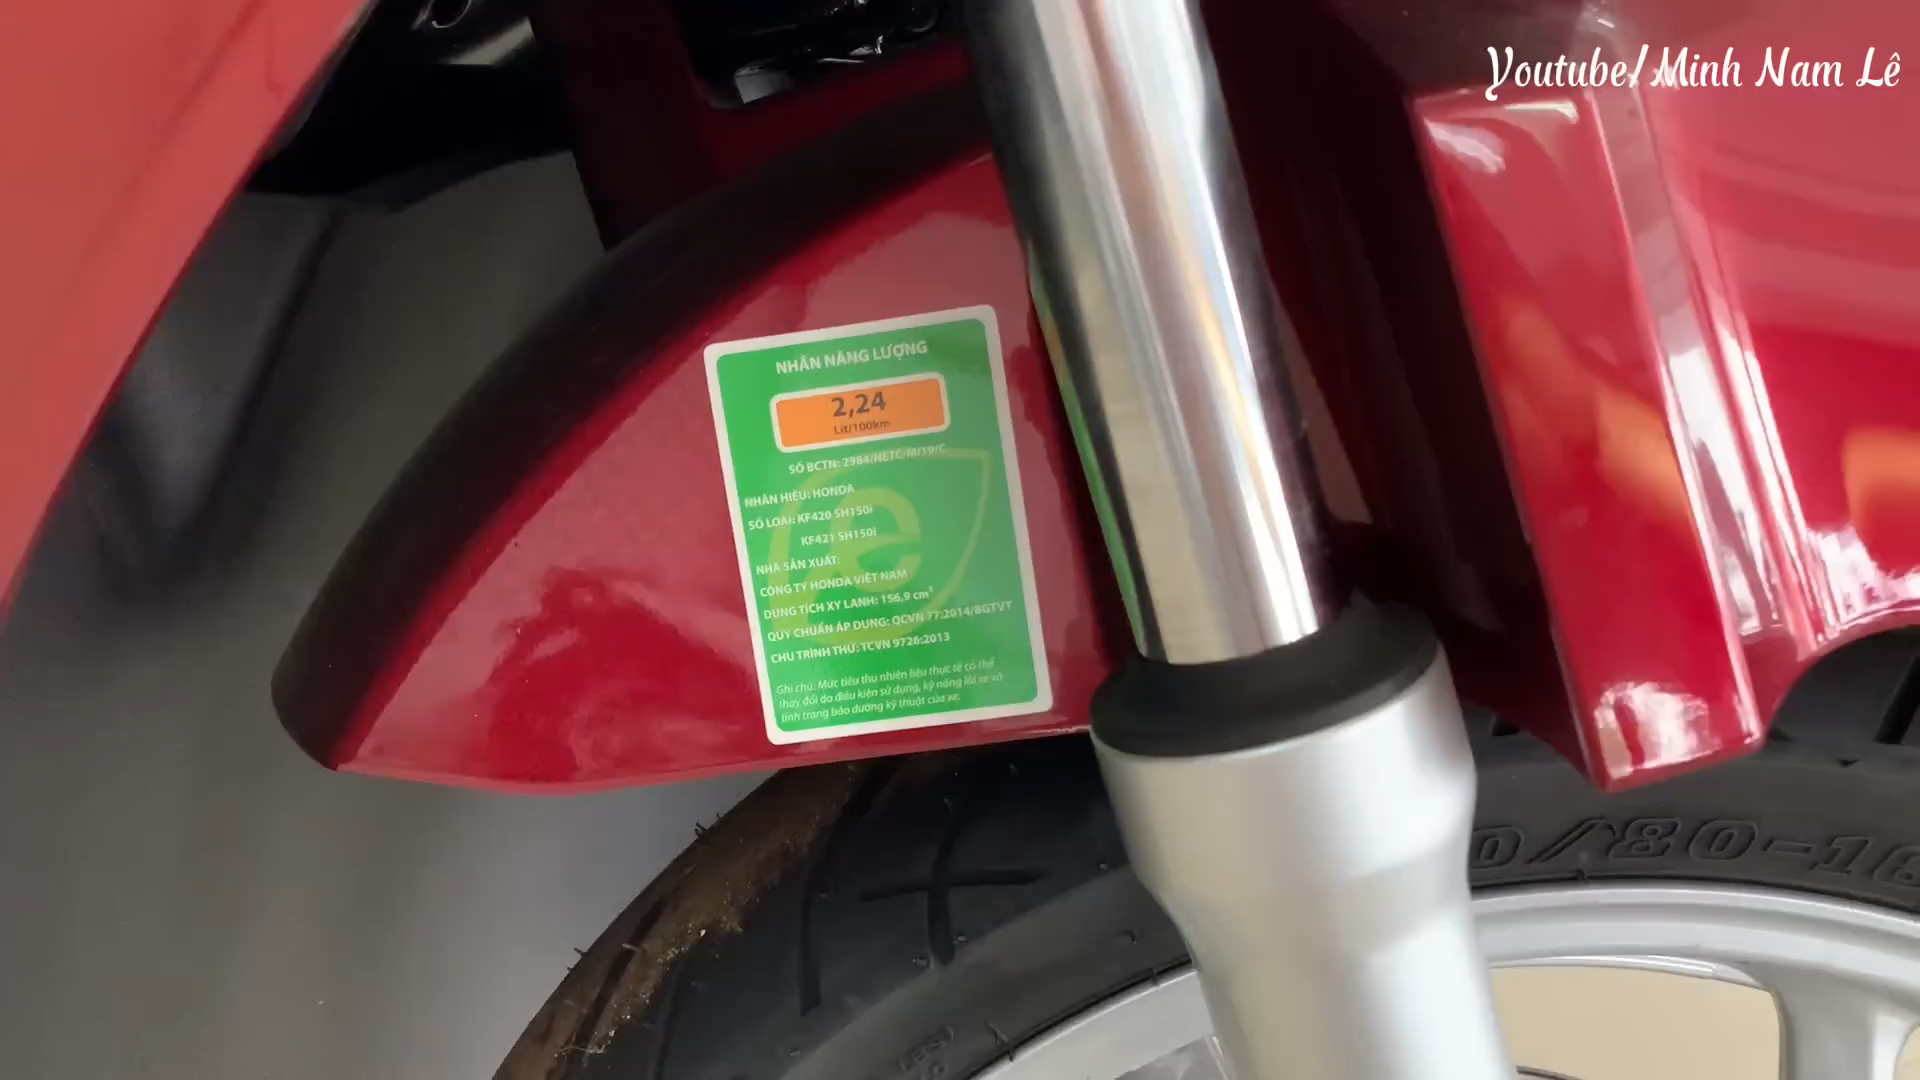 Youtube/Minh Nam Lê
NHÃN NĂNG LƯỢNG
2,24
Lít/100km
SỐ BCTN: 2984/NETC-M/19/C
NHÃN HIỆU: HONDA
SỐ LOẠI: KF420 SH150i
KF421 SH150i
NHÀ SẢN XUẤT:
CÔNG TY HONDA VIỆT NAM
DUNG TÍCH XY LANH: 156,9 cm³
QUY CHUẨN ÁP DỤNG: QCVN 77:2014/BGTVT
CHU TRÌNH THỬ: TCVN 9726:2013
Ghi chú: Mức tiêu thụ nhiên liệu thực tế có thể
thay đổi do điều kiện sử dụng, kỹ năng lái xe và
tình trạng bảo dưỡng kỹ thuật của xe.
0/80-16